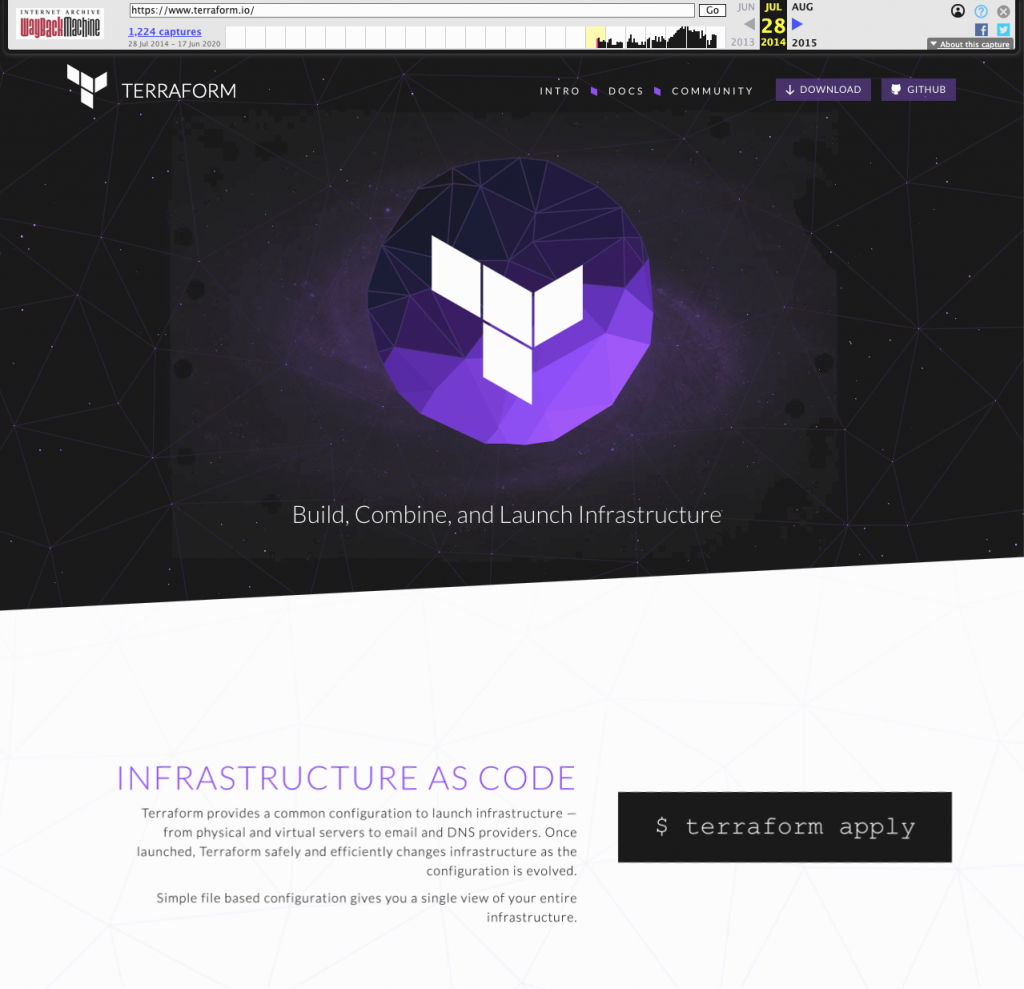 INTERNET ARCHIVE
WayBackMachine
https://www.terraform.io/
Go
1,224 captures
28 Jul 2014 – 17 Jun 2020
JUN JUL AUG
28
2013 2014 2015
About this capture
TERRAFORM
INTRO DOCS COMMUNITY DOWNLOAD GITHUB
Build, Combine, and Launch Infrastructure
INFRASTRUCTURE AS CODE
Terraform provides a common configuration to launch infrastructure —
from physical and virtual servers to email and DNS providers. Once
launched, Terraform safely and efficiently changes infrastructure as the
configuration is evolved.
Simple file based configuration gives you a single view of your entire
infrastructure.
$ terraform apply